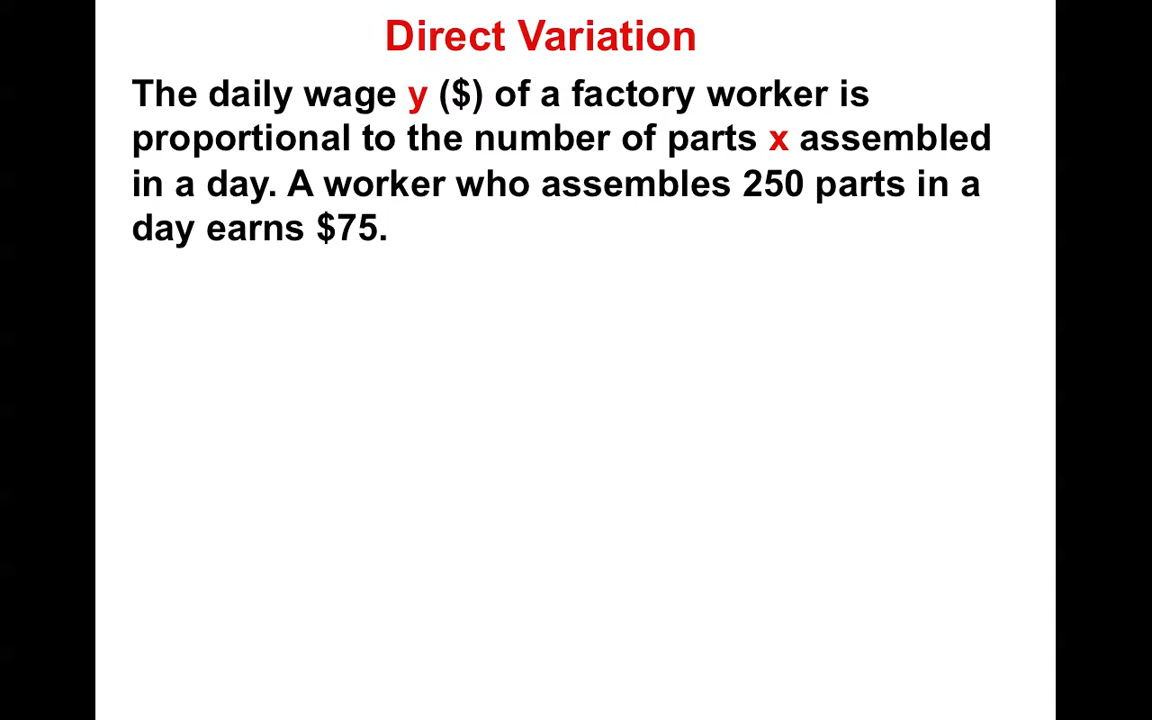 Direct Variation
The daily wage y ($) of a factory worker is
proportional to the number of parts x assembled
in a day. A worker who assembles 250 parts in a
day earns $75.